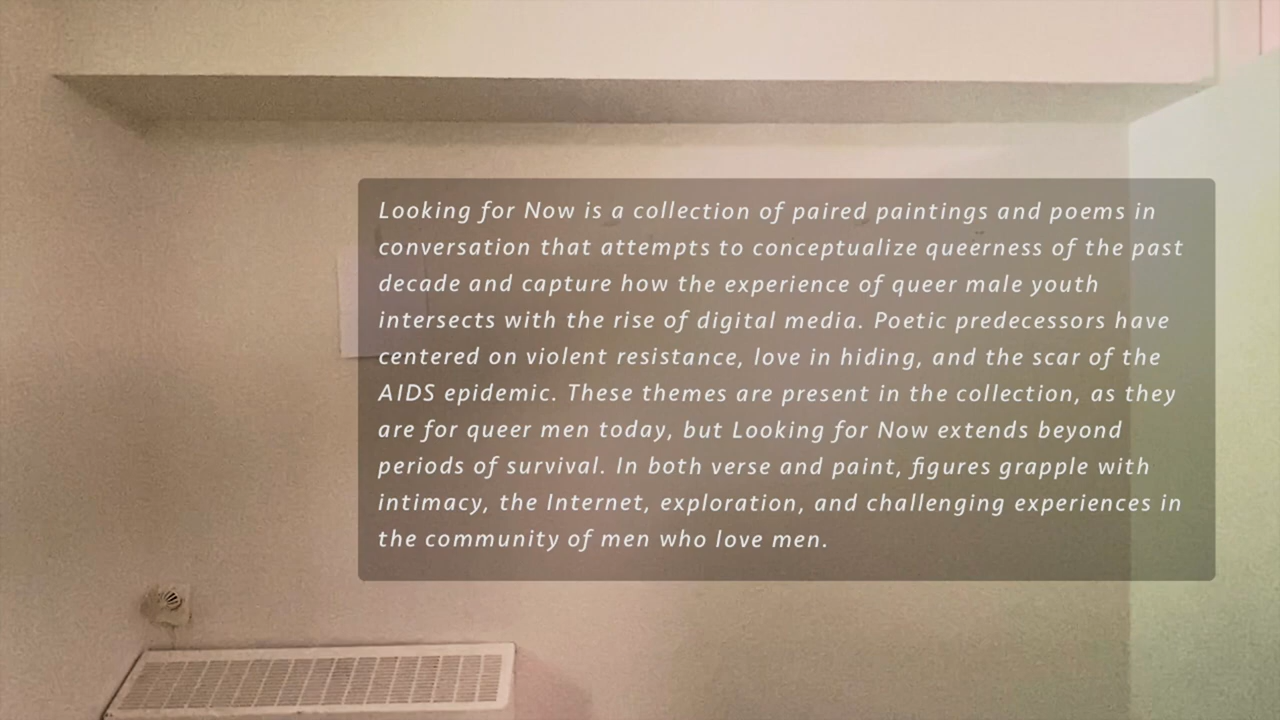 Looking for Now is a collection of paired paintings and poems in
conversation that attempts to conceptualize queerness of the past
decade and capture how the experience of queer male youth
intersects with the rise of digital media. Poetic predecessors have
centered on violent resistance, love in hiding, and the scar of the
AIDS epidemic. These themes are present in the collection, as they
are for queer men today, but Looking for Now extends beyond
periods of survival. In both verse and paint, figures grapple with
intimacy, the Internet, exploration, and challenging experiences in
the community of men who love men.